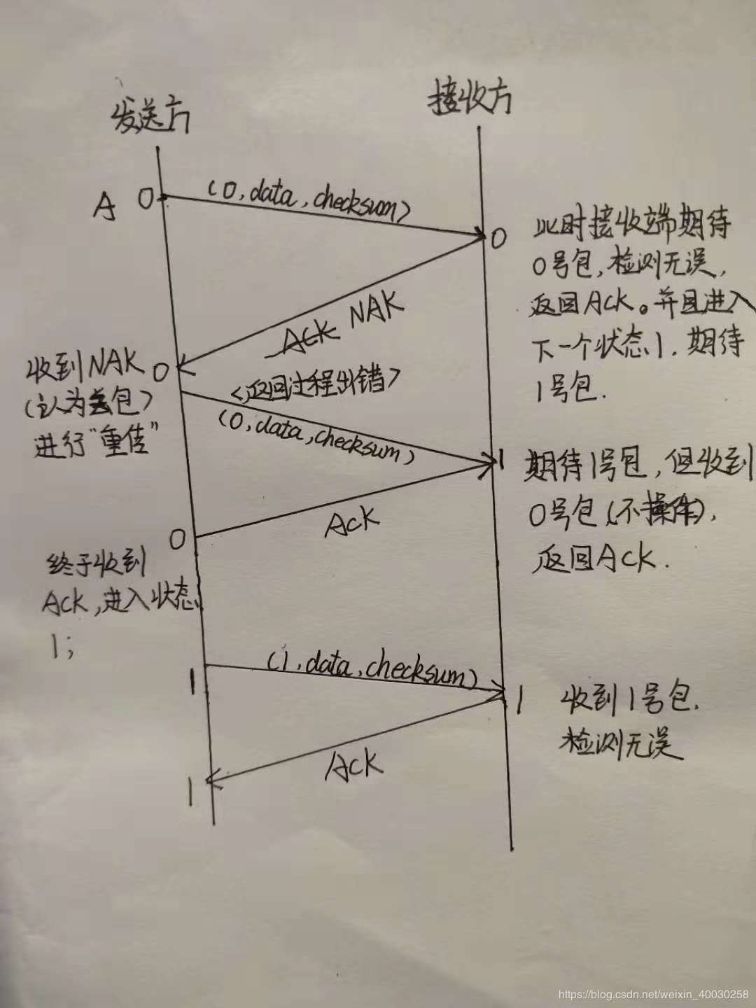 发送方
接收方
A 0
(0,data,checksum)
0
此时接收端期待
0号包,检测无误,
返回ACK。并且进入
下一个状态1.期待
1号包.
ACK NAK
收到NAK
(认为丢包)
进行"重传"
0
<返回过程出错>
(0,data,checksum)
1
期待1号包,但收到
0号包(不操作),
返回ACK.
ACK
0
终于收到
ACK,进入状态
1;
1
(1,data,checksum)
1
收到1号包.
检测无误
ACK
1
https://blog.csdn.net/weixin_40030258